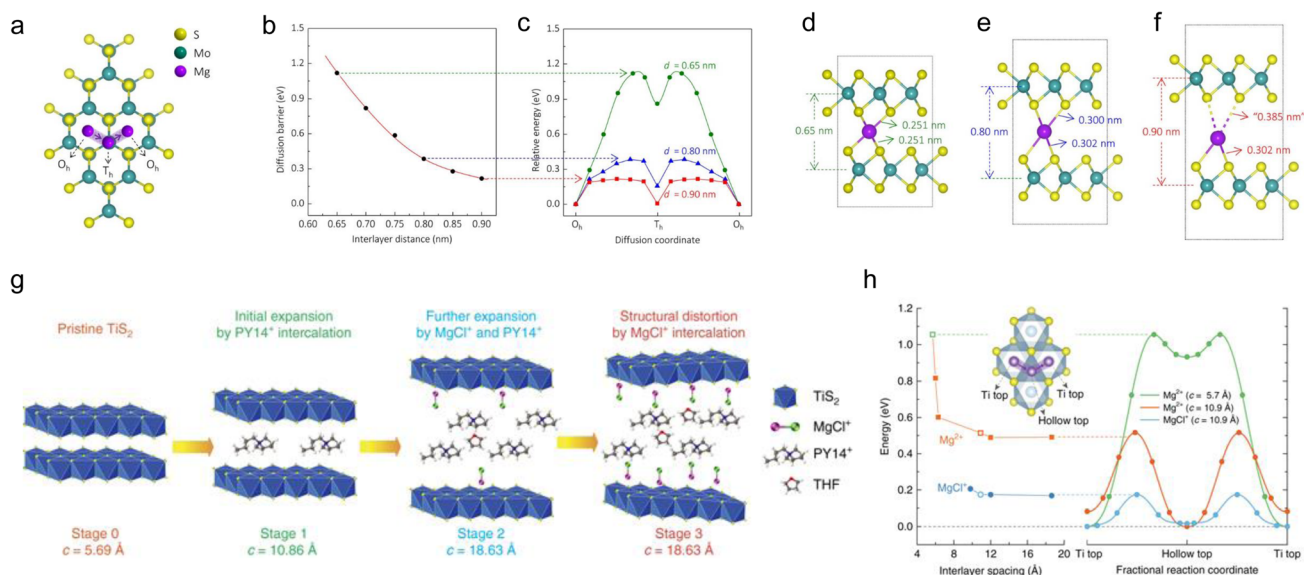 a
S
Mo
Mg
Oₕ
Tₕ
Oₕ
b
Diffusion barrier (eV)
1.5
1.2
0.9
0.6
0.3
0.0
0.60 0.65 0.70 0.75 0.80 0.85 0.90
Interlayer distance (nm)
c
Relative energy (eV)
1.5
1.2
0.9
0.6
0.3
0.0
d = 0.65 nm
d = 0.80 nm
d = 0.90 nm
Oₕ Tₕ Oₕ
Diffusion coordinate
d
0.65 nm
0.251 nm
0.251 nm
e
0.80 nm
0.300 nm
0.302 nm
f
0.90 nm
"0.385 nm"
0.302 nm
g
Pristine TiS₂
Initial expansion
by PY14⁺ intercalation
Further expansion
by MgCl⁺ and PY14⁺
Structural distortion
by MgCl⁺ intercalation
TiS₂
MgCl⁺
PY14⁺
THF
Stage 0
c = 5.69 Å
Stage 1
c = 10.86 Å
Stage 2
c = 18.63 Å
Stage 3
c = 18.63 Å
h
Energy (eV)
1.2
1.0
0.8
0.6
0.4
0.2
0.0
Mg²⁺
MgCl⁺
Ti top
Ti top
Hollow top
Mg²⁺ (c = 5.7 Å)
Mg²⁺ (c = 10.9 Å)
MgCl⁺ (c = 10.9 Å)
4 8 12 16 20
Interlayer spacing (Å)
Ti top Hollow top Ti top
Fractional reaction coordinate